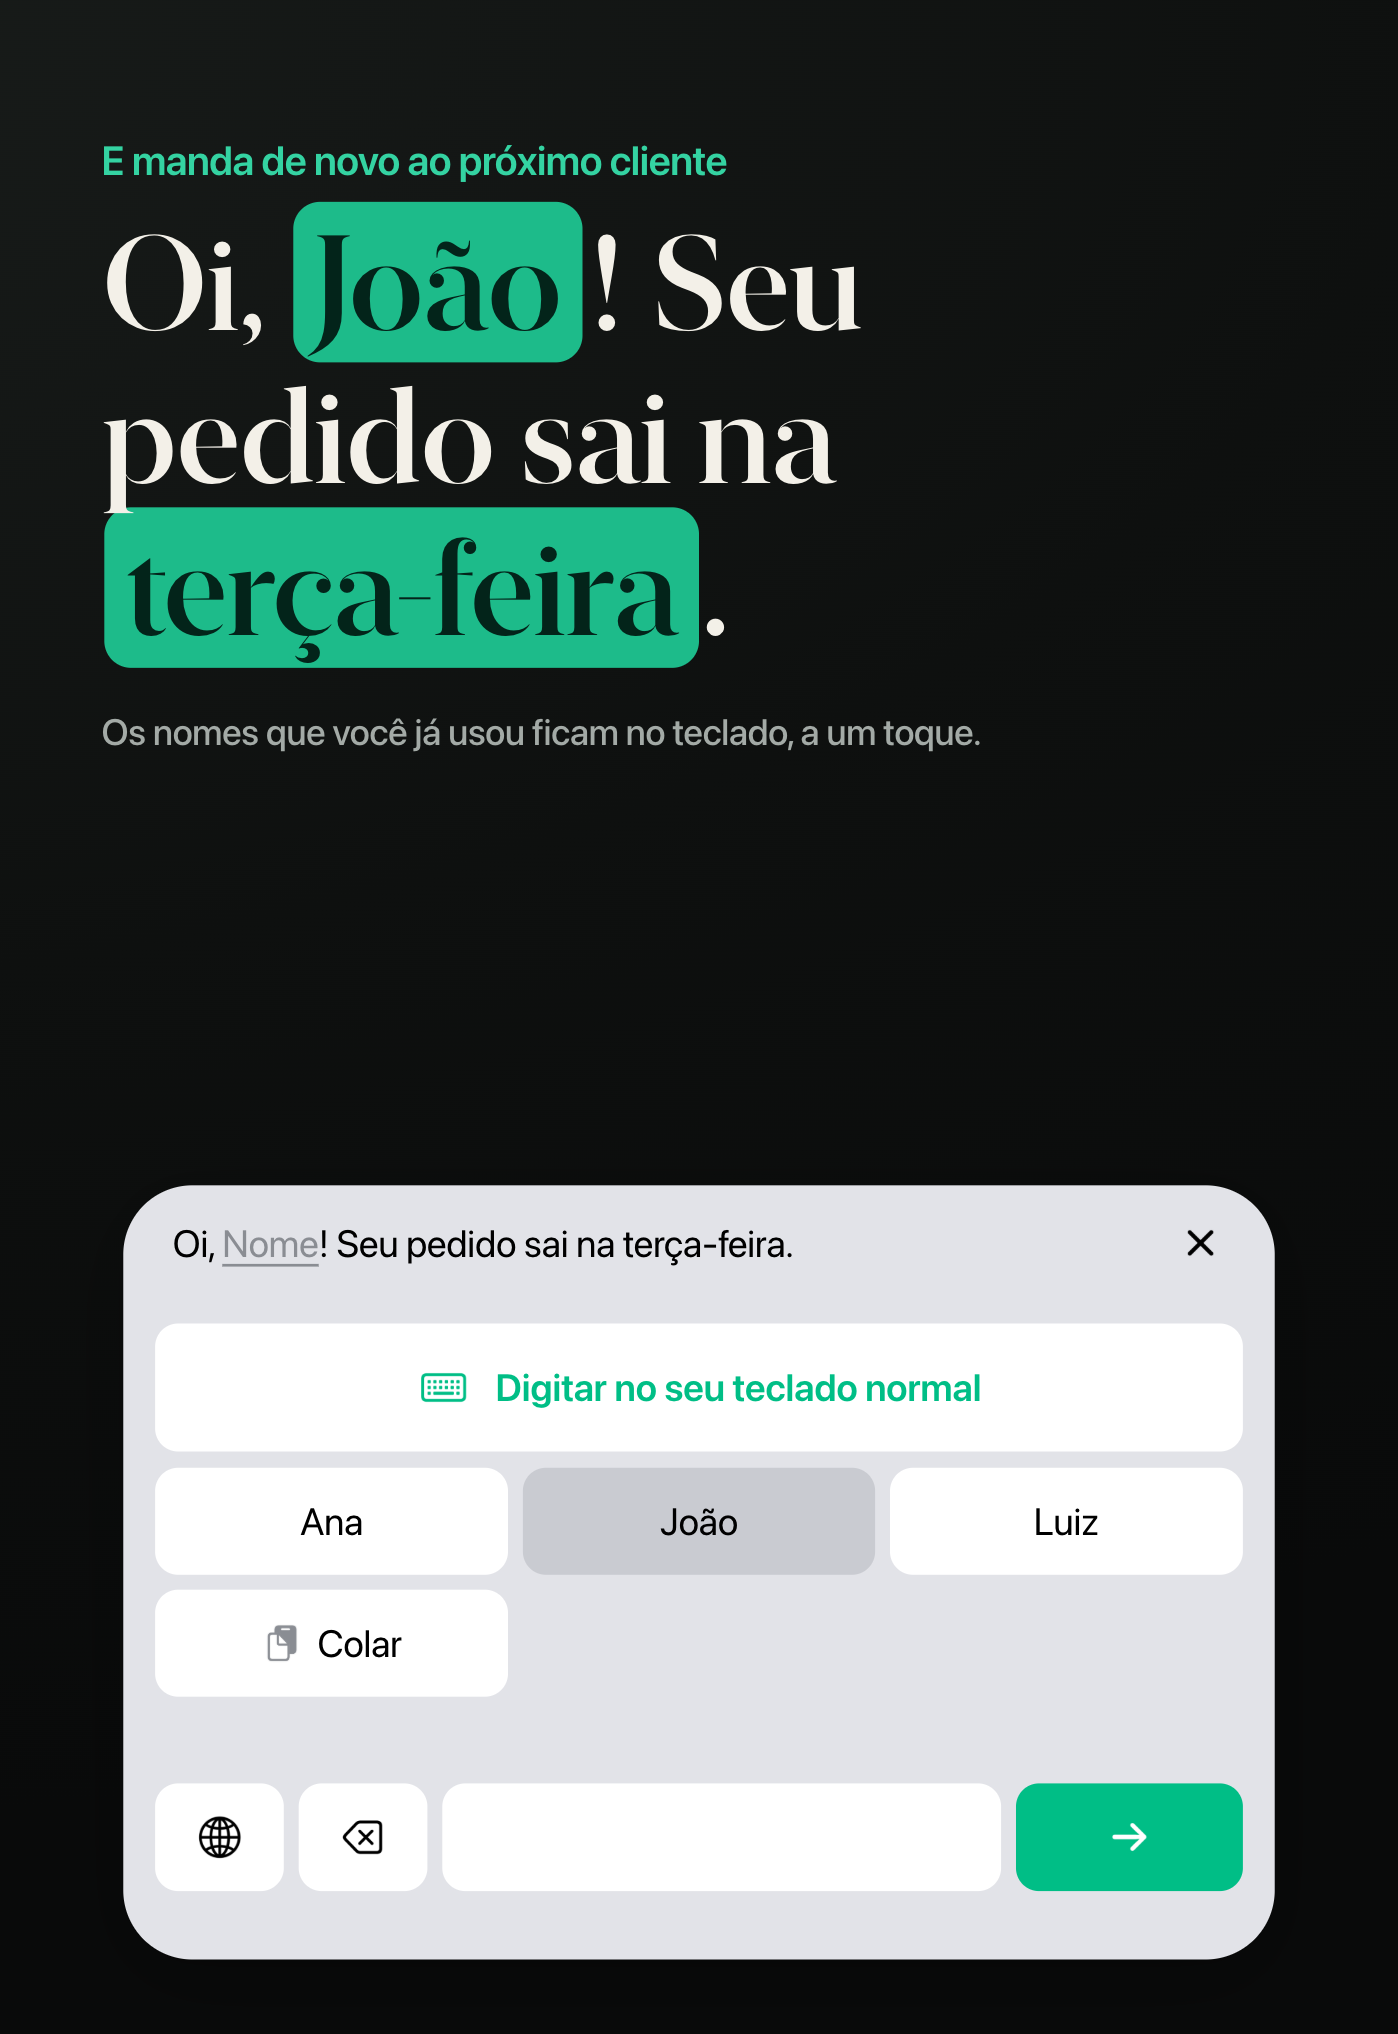 E manda de novo ao próximo cliente
Oi, João! Seu
pedido sai na
terça-feira.
Os nomes que você já usou ficam no teclado, a um toque.
Oi, Nome! Seu pedido sai na terça-feira.
Digitar no seu teclado normal
Ana
João
Luiz
Colar